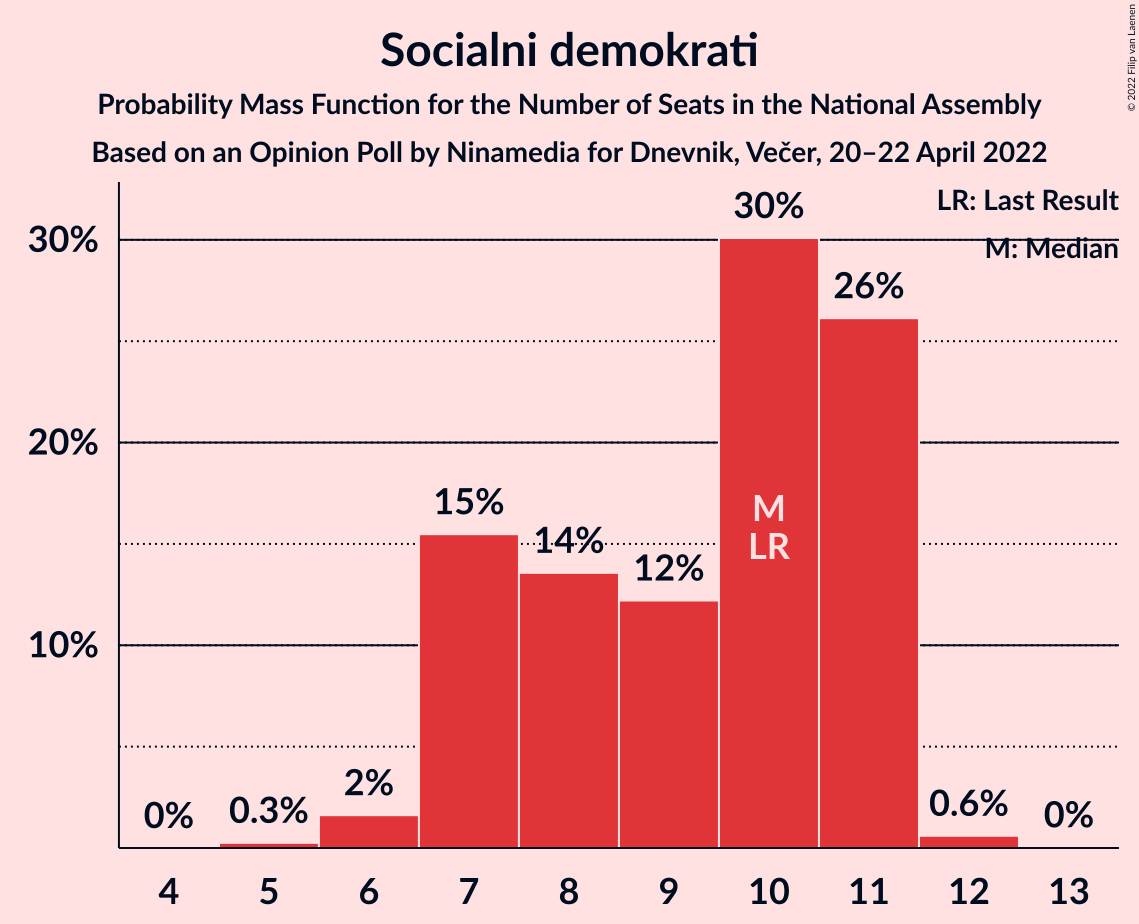 Socialni demokrati
Probability Mass Function for the Number of Seats in the National Assembly
Based on an Opinion Poll by Ninamedia for Dnevnik, Večer, 20–22 April 2022
© 2022 Filip van Laenen
LR: Last Result
M: Median
30%
20%
10%
0%
0.3%
2%
15%
14%
12%
30%
26%
0.6%
0%
M
LR
4 5 6 7 8 9 10 11 12 13